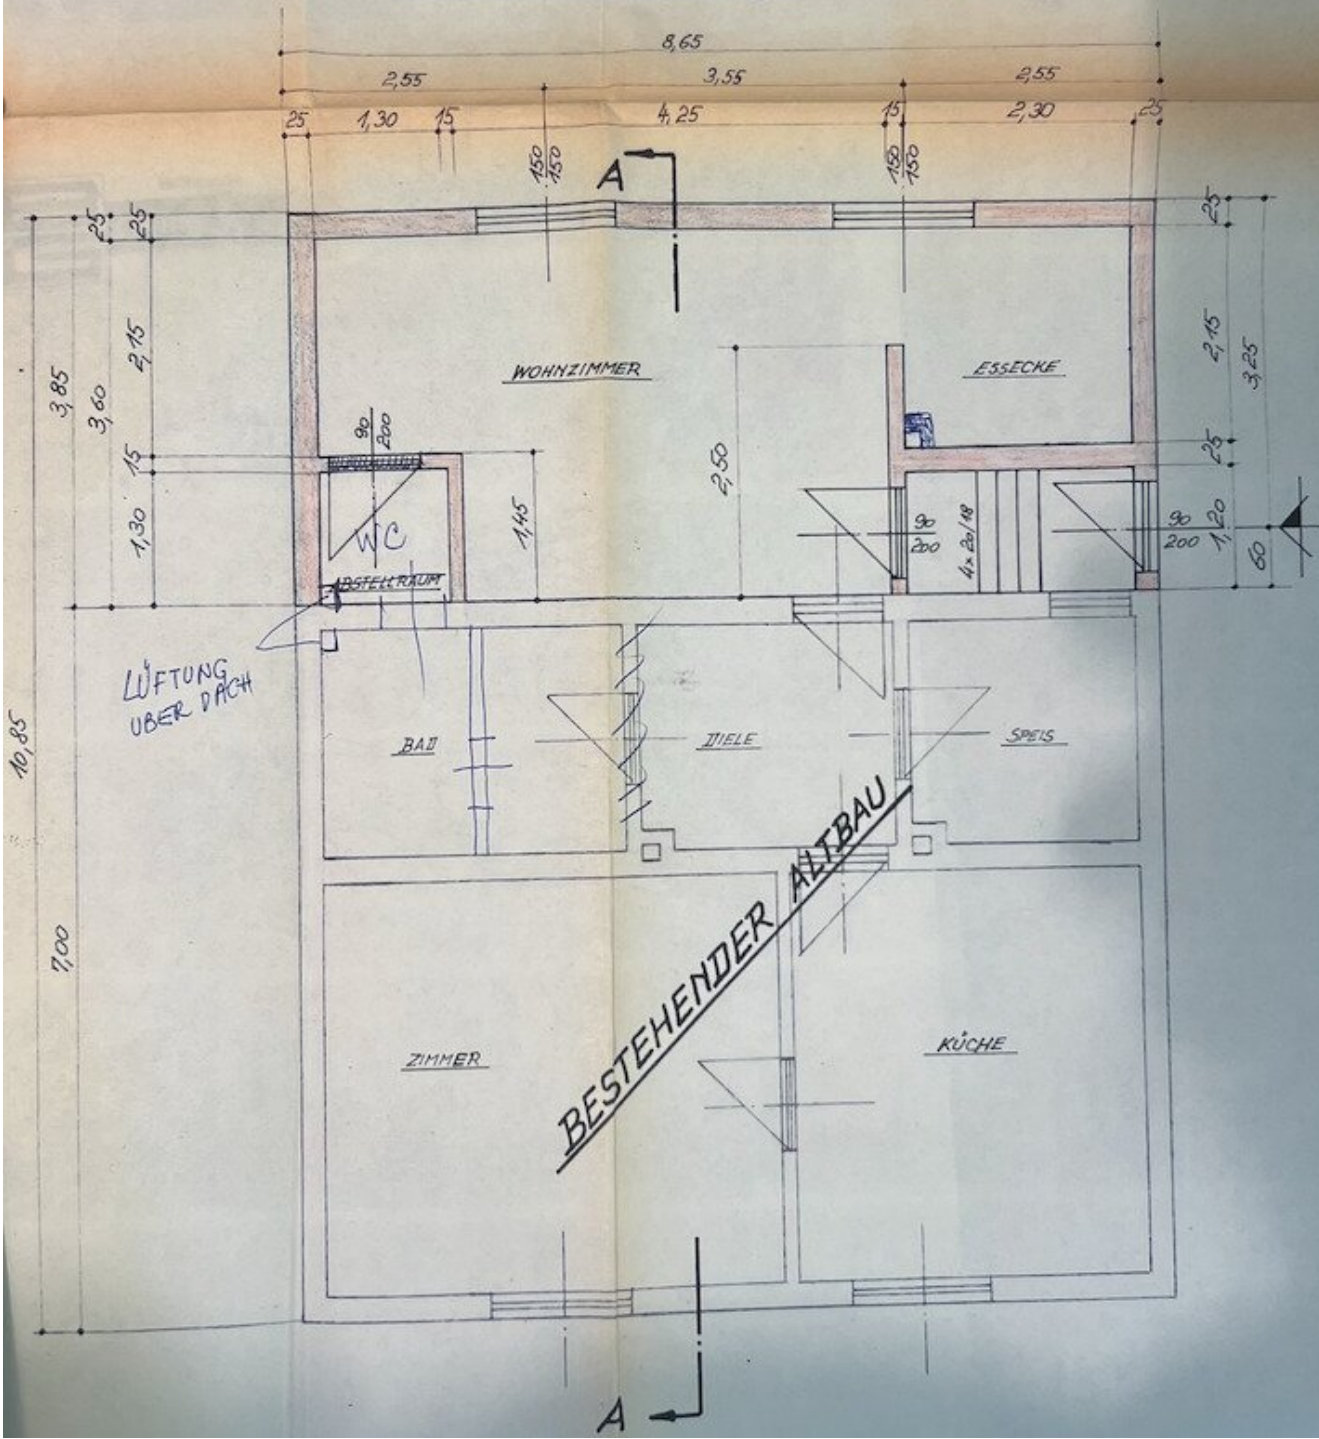 8,65
2,55
3,55
2,55
25
1,30
15
4,25
15
2,30
25
150
150
150
150
A
25
25
25
2,15
3,85
3,60
15
1,30
2,15
3,25
25
1,20
60
WOHNZIMMER
ESSECKE
90
200
2,50
1,45
WC
ABSTELLRAUM
90
200
4x 20/18
90
200
LÜFTUNG
ÜBER DACH
BAD
DIELE
SPEIS
10,85
7,00
BESTEHENDER ALTBAU
ZIMMER
KÜCHE
A